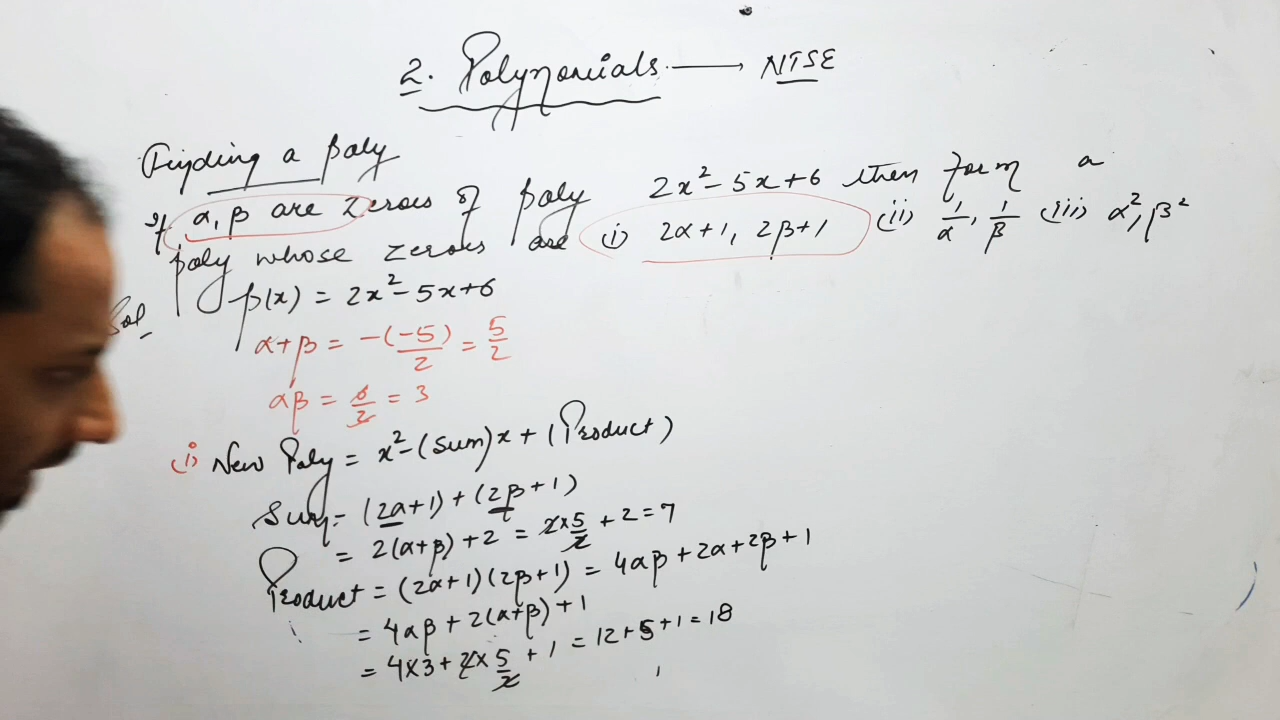 2. Polynomials. → NTSE
Finding a poly
If α, β are zeroes of poly 2x² - 5x + 6 then form a
poly whose zeroes are (i) 2α+1, 2β+1 (ii) 1/α, 1/β (iii) α², β²
Sol p(x) = 2x² - 5x + 6
α+β = -(-5)/2 = 5/2
αβ = 6/2 = 3
(i) New Poly = x² - (Sum)x + (Product)
Sum = (2α+1) + (2β+1)
= 2(α+β) + 2 = 2×5/2 + 2 = 7
Product = (2α+1)(2β+1) = 4αβ + 2α + 2β + 1
= 4αβ + 2(α+β) + 1
= 4×3 + 2×5/2 + 1 = 12+5+1 = 18